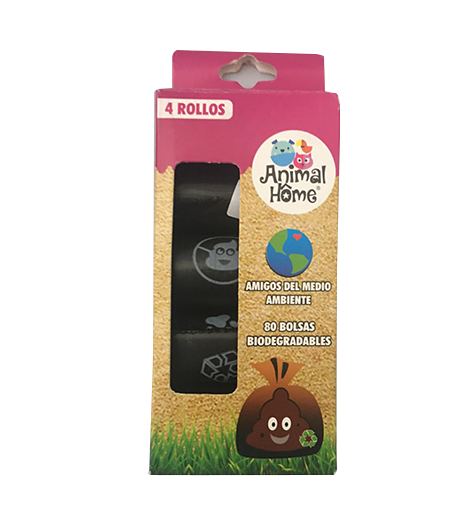 4 ROLLOS
Animal
Home®
AMIGOS DEL MEDIO
AMBIENTE
80 BOLSAS
BIODEGRADABLES